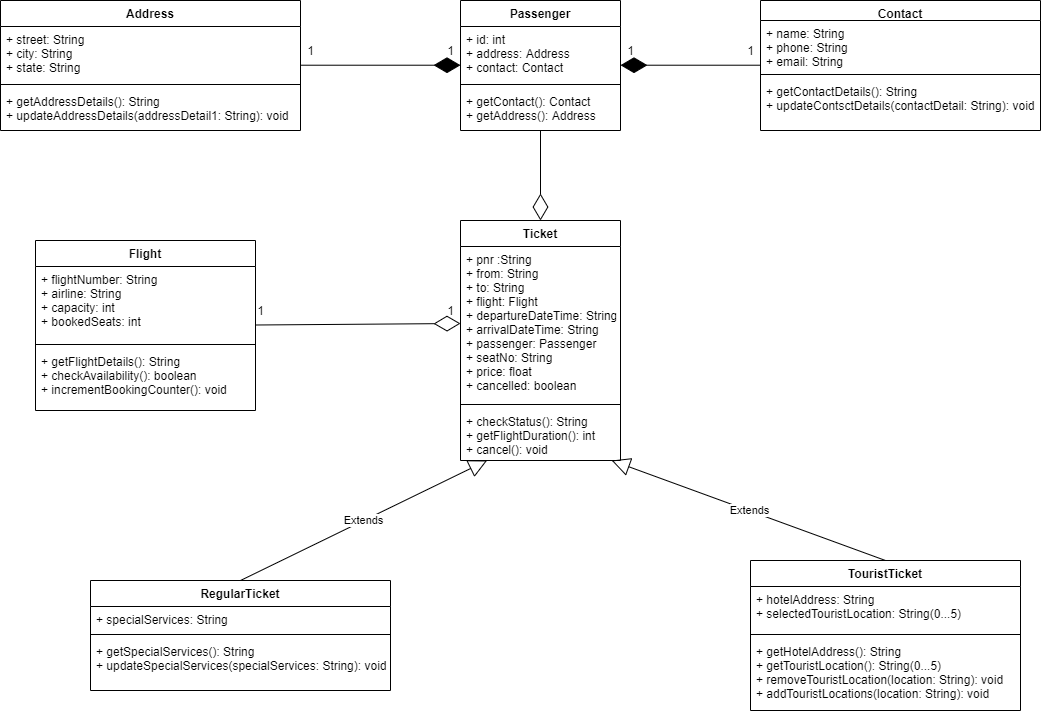 Address
+ street: String
+ city: String
+ state: String
+ getAddressDetails(): String
+ updateAddressDetails(addressDetail1: String): void
1
1
Passenger
+ id: int
+ address: Address
+ contact: Contact
+ getContact(): Contact
+ getAddress(): Address
1
1
Contact
+ name: String
+ phone: String
+ email: String
+ getContactDetails(): String
+ updateContsctDetails(contactDetail: String): void
Flight
+ flightNumber: String
+ airline: String
+ capacity: int
+ bookedSeats: int
+ getFlightDetails(): String
+ checkAvailability(): boolean
+ incrementBookingCounter(): void
1
1
Ticket
+ pnr :String
+ from: String
+ to: String
+ flight: Flight
+ departureDateTime: String
+ arrivalDateTime: String
+ passenger: Passenger
+ seatNo: String
+ price: float
+ cancelled: boolean
+ checkStatus(): String
+ getFlightDuration(): int
+ cancel(): void
Extends
Extends
RegularTicket
+ specialServices: String
+ getSpecialServices(): String
+ updateSpecialServices(specialServices: String): void
TouristTicket
+ hotelAddress: String
+ selectedTouristLocation: String(0...5)
+ getHotelAddress(): String
+ getTouristLocation(): String(0...5)
+ removeTouristLocation(location: String): void
+ addTouristLocations(location: String): void